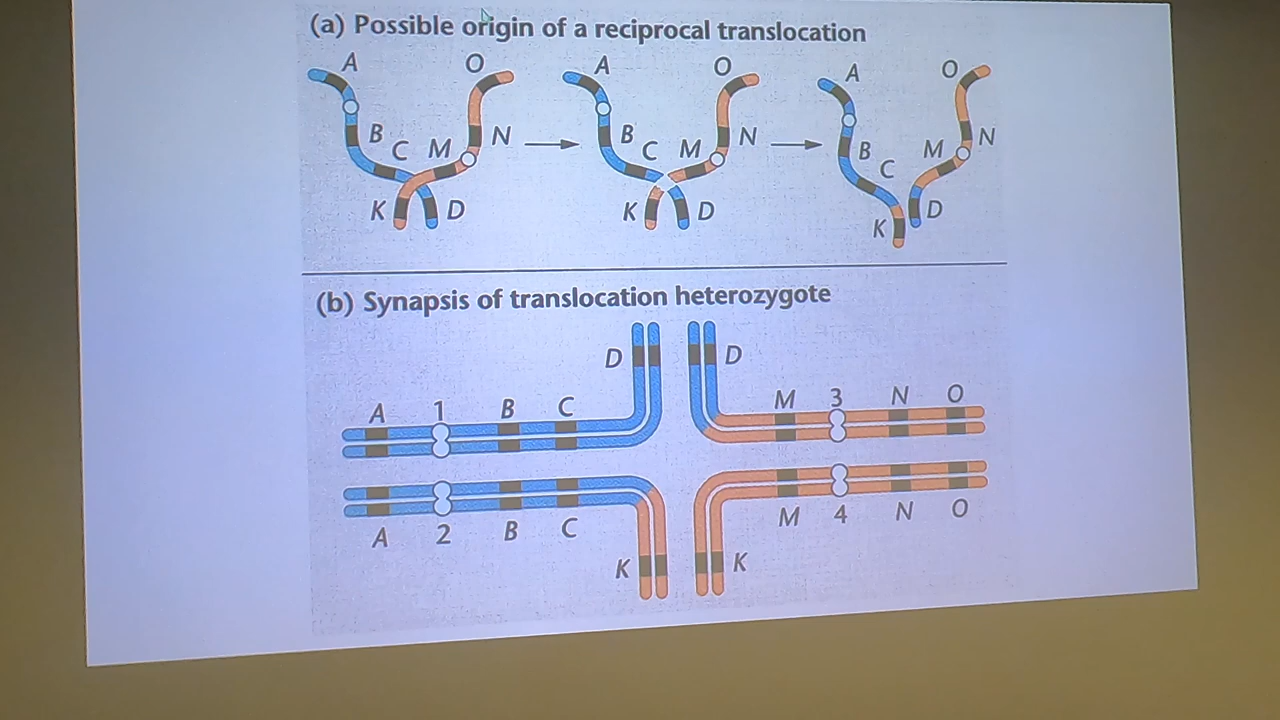 (a) Possible origin of a reciprocal translocation
A O A O A O
B C M N B C M N B C M N
K D K D K D
(b) Synapsis of translocation heterozygote
D D
A 1 B C M 3 N O
A 2 B C M 4 N O
K K